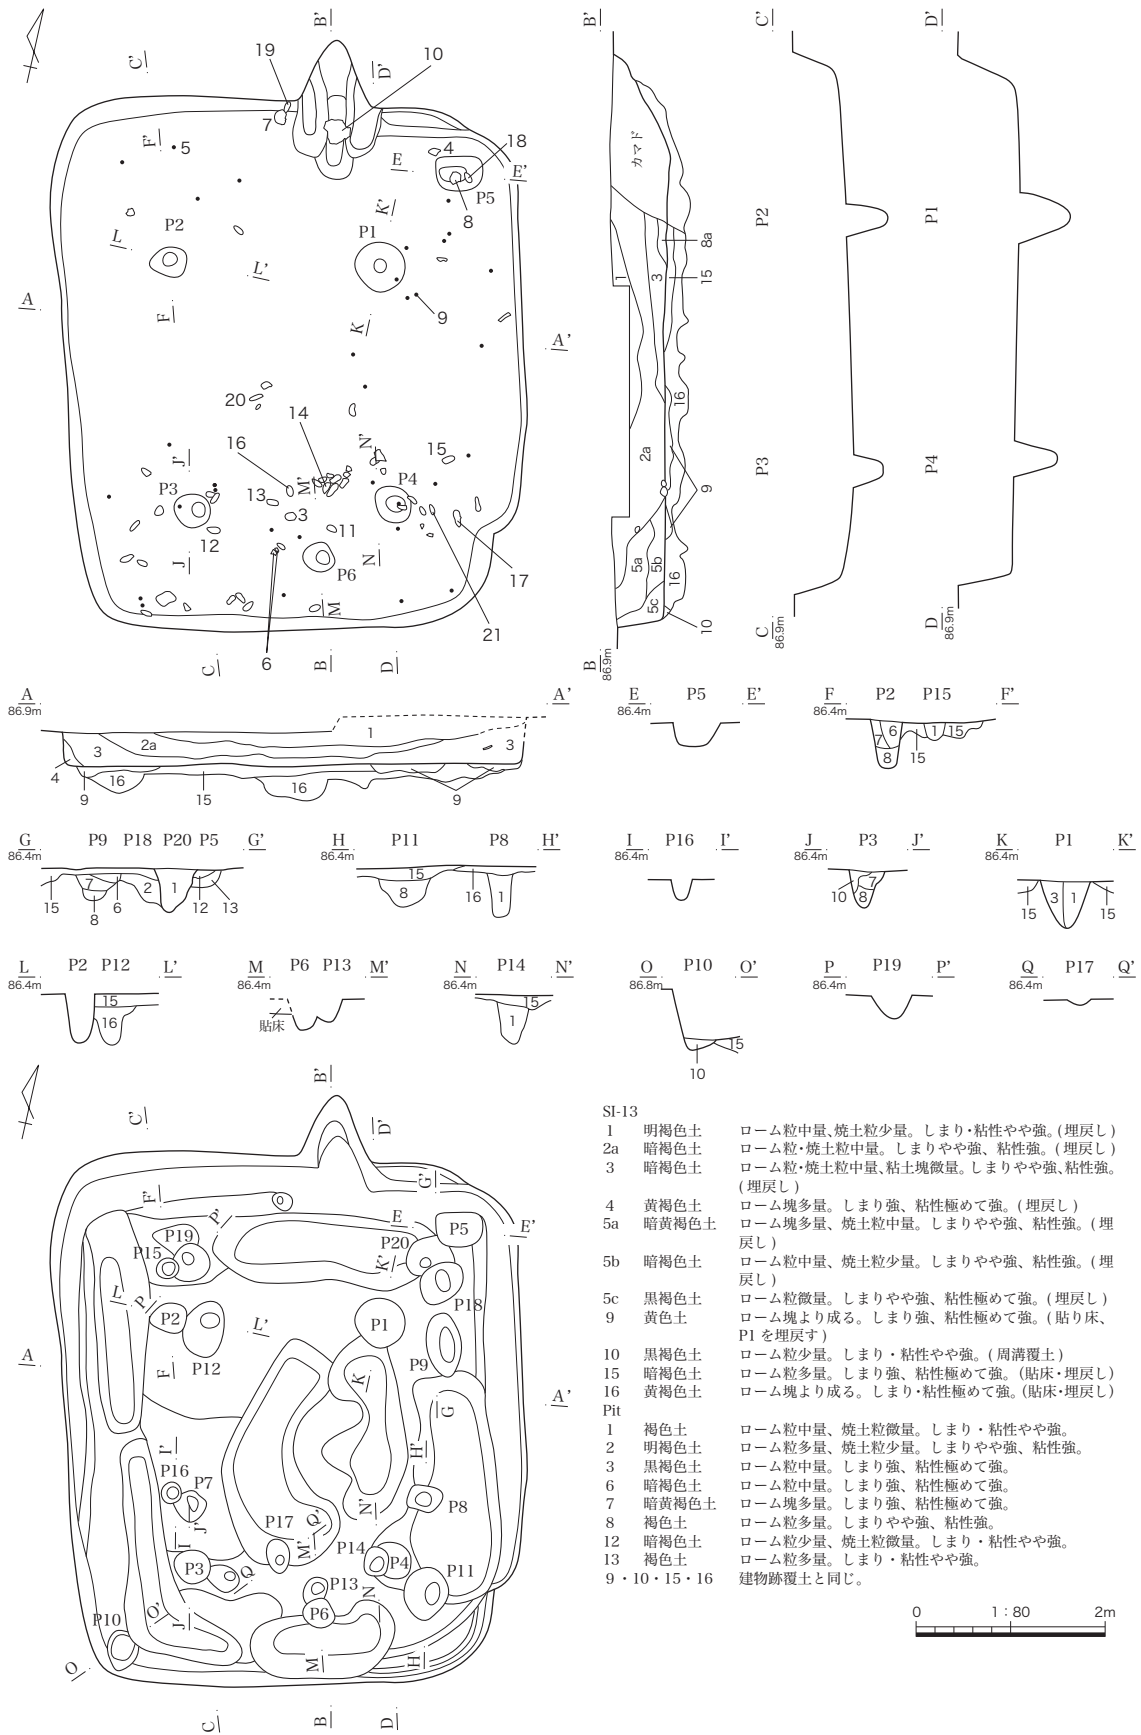 B'
C'
D'
19
10
7
F'
5
4
18
E
E'
P5
8
K'
L
P2
P1
L'
A
F
9
K
A'
20
14
16
N'
15
J'
P3
M'
P4
13
3
11
12
J
P6
N
17
M
21
6
C
B
D
B'
カマド
8a
1
3
15
16
2a
9
5a
5b
16
5c
10
B
86.9m
C'
P2
P3
C
86.9m
D'
P1
P4
D
86.9m
A A'
86.9m
1
2a
3
3
4
16
16
9
15
9
E P5 E'
86.4m
F P2 P15 F'
86.4m
7
6
1
15
8
15
G P9 P18 P20 P5 G'
86.4m
7
2
1
15
8
6
12
13
H P11 P8 H'
86.4m
15
8
16
1
I P16 I'
86.4m
J P3 J'
86.4m
10
7
8
K P1 K'
86.4m
15
3
1
15
L P2 P12 L'
86.4m
15
16
M P6 P13 M'
86.4m
貼床
N P14 N'
86.4m
15
1
O P10 O'
86.8m
15
10
P P19 P'
86.4m
Q P17 Q'
86.4m
B'
C'
D'
G'
F'
P'
E
E'
P5
P19
P20
P15
K'
L
P
P2
P18
L'
P1
A
F
P12
P9
K
A'
G
I'
H'
P16
P7
N'
P8
I
J'
P17
Q'
M'
P14
P4
P3
Q
P13
N
P11
P10
O'
J
P6
O
M
H
C
B
D
SI-13
1 明褐色土 ローム粒中量、焼土粒少量。しまり・粘性やや強。(埋戻し)
2a 暗褐色土 ローム粒・焼土粒中量。しまりやや強、粘性強。(埋戻し)
3 暗褐色土 ローム粒・焼土粒中量、粘土塊微量。しまりやや強、粘性強。
(埋戻し)
4 黄褐色土 ローム塊多量。しまり強、粘性極めて強。(埋戻し)
5a 暗黄褐色土 ローム塊多量、焼土粒中量。しまりやや強、粘性強。(埋
戻し)
5b 暗褐色土 ローム粒中量、焼土粒少量。しまりやや強、粘性強。(埋
戻し)
5c 黒褐色土 ローム粒微量。しまりやや強、粘性極めて強。(埋戻し)
9 黄色土 ローム塊より成る。しまり強、粘性極めて強。(貼り床、
P1を埋戻す)
10 黒褐色土 ローム粒少量。しまり・粘性やや強。(周溝覆土)
15 暗褐色土 ローム粒多量。しまり強、粘性極めて強。(貼床・埋戻し)
16 黄褐色土 ローム塊より成る。しまり・粘性極めて強。(貼床・埋戻し)
Pit
1 褐色土 ローム粒中量、焼土粒微量。しまり・粘性やや強。
2 明褐色土 ローム粒多量、焼土粒少量。しまりやや強、粘性強。
3 黒褐色土 ローム粒中量。しまり強、粘性極めて強。
6 暗褐色土 ローム粒中量。しまり強、粘性極めて強。
7 暗黄褐色土 ローム塊多量。しまり強、粘性極めて強。
8 褐色土 ローム粒多量。しまりやや強、粘性強。
12 暗褐色土 ローム粒少量、焼土粒微量。しまり・粘性やや強。
13 褐色土 ローム粒多量。しまり・粘性やや強。
9・10・15・16 建物跡覆土と同じ。
0 1:80 2m